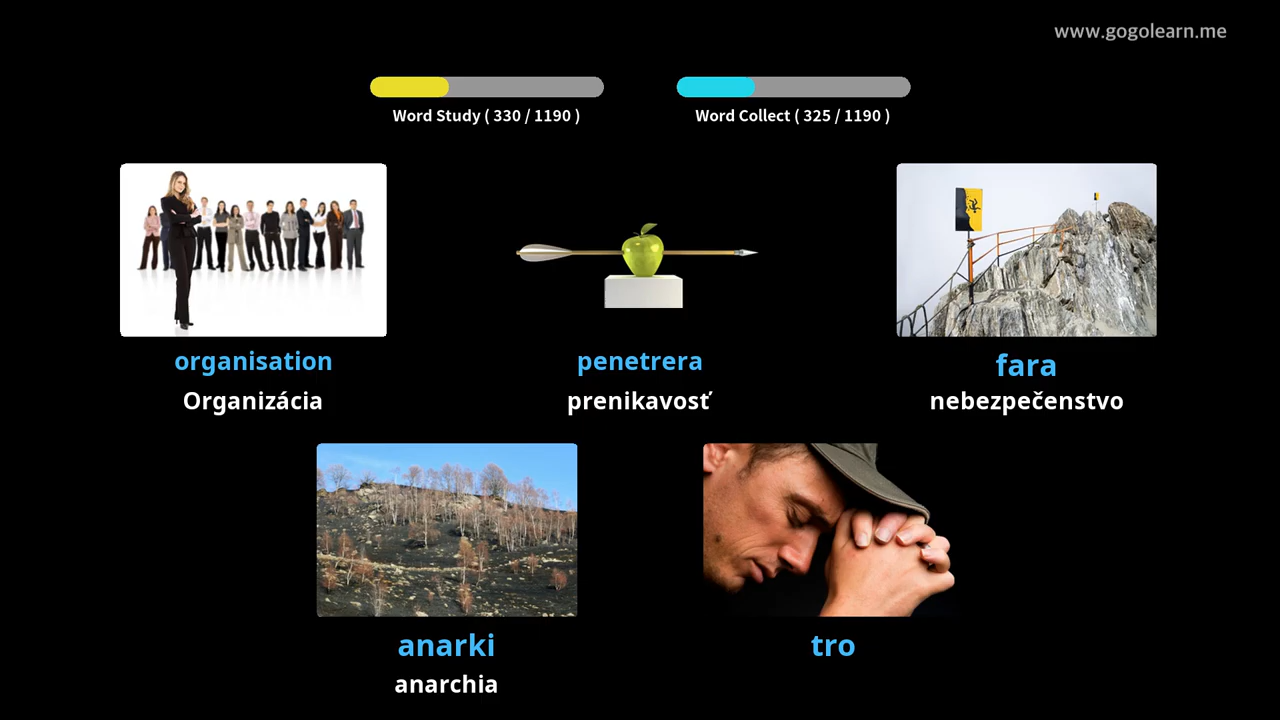 www.gogolearn.me
Word Study ( 330 / 1190 )
Word Collect ( 325 / 1190 )
organisation
Organizácia
penetrera
prenikavosť
fara
nebezpečenstvo
anarki
anarchia
tro